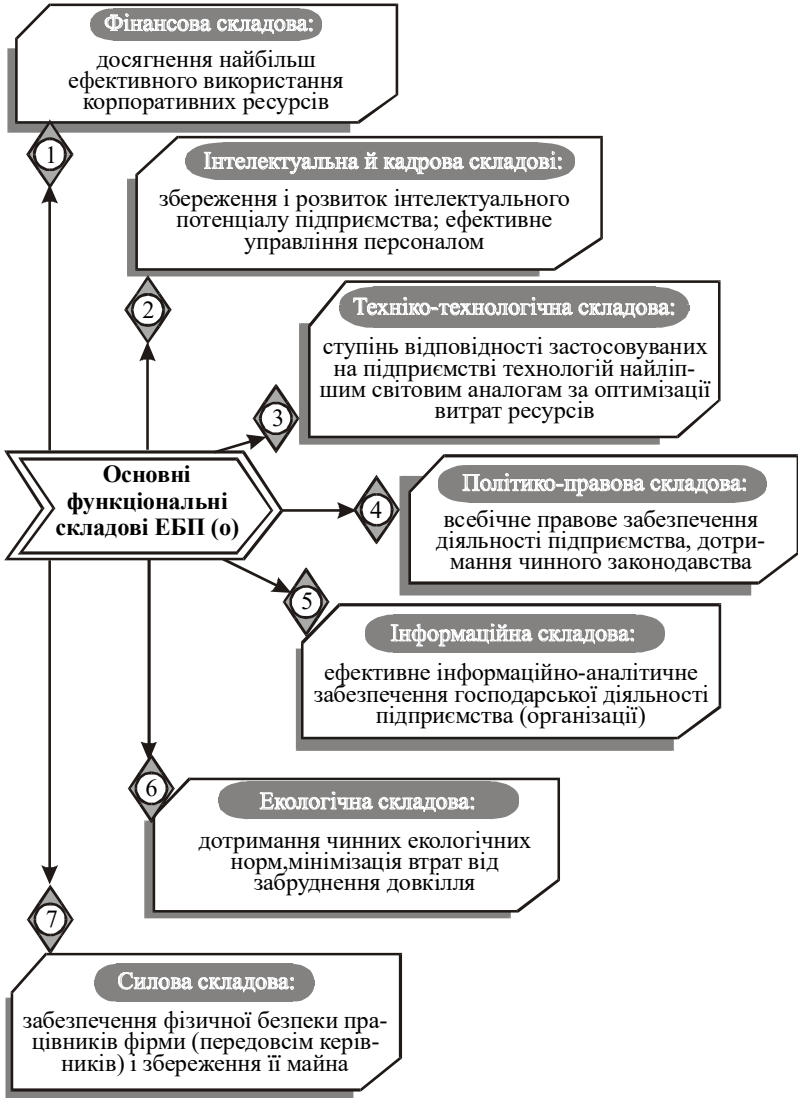 Фінансова складова:
досягнення найбільш
ефективного використання
корпоративних ресурсів
1
Інтелектуальна й кадрова складові:
збереження і розвиток інтелектуального
потенціалу підприємства; ефективне
управління персоналом
2
Техніко-технологічна складова:
ступінь відповідності застосовуваних
на підприємстві технологій найліп-
шим світовим аналогам за оптимізації
витрат ресурсів
3
Основні
функціональні
складові ЕБП (о)
Політико-правова складова:
всебічне правове забезпечення
діяльності підприємства, дотри-
мання чинного законодавства
4
5
Інформаційна складова:
ефективне інформаційно-аналітичне
забезпечення господарської діяльності
підприємства (організації)
6
Екологічна складова:
дотримання чинних екологічних
норм,мінімізація втрат від
забруднення довкілля
7
Силова складова:
забезпечення фізичної безпеки пра-
цівників фірми (передовсім керів-
ників) і збереження її майна